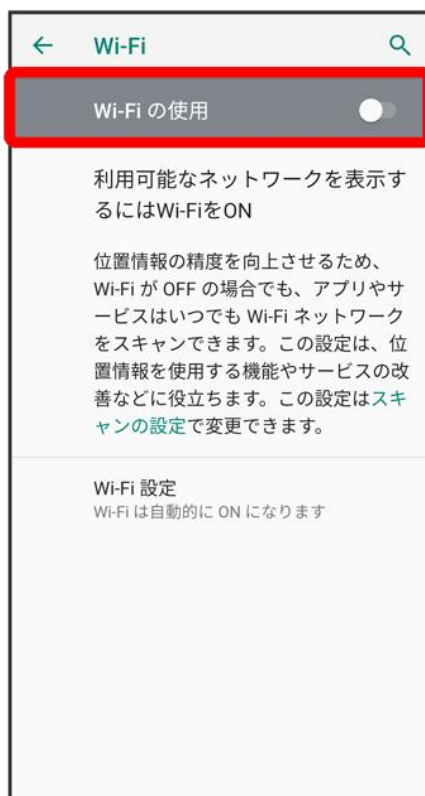 Wi-Fi
Wi-Fi の使用
利用可能なネットワークを表示す
るにはWi-FiをON
位置情報の精度を向上させるため、
Wi-Fi が OFF の場合でも、アプリやサ
ービスはいつでも Wi-Fi ネットワーク
をスキャンできます。この設定は、位
置情報を使用する機能やサービスの改
善などに役立ちます。この設定はスキ
ャンの設定で変更できます。
Wi-Fi 設定
Wi-Fi は自動的に ON になります